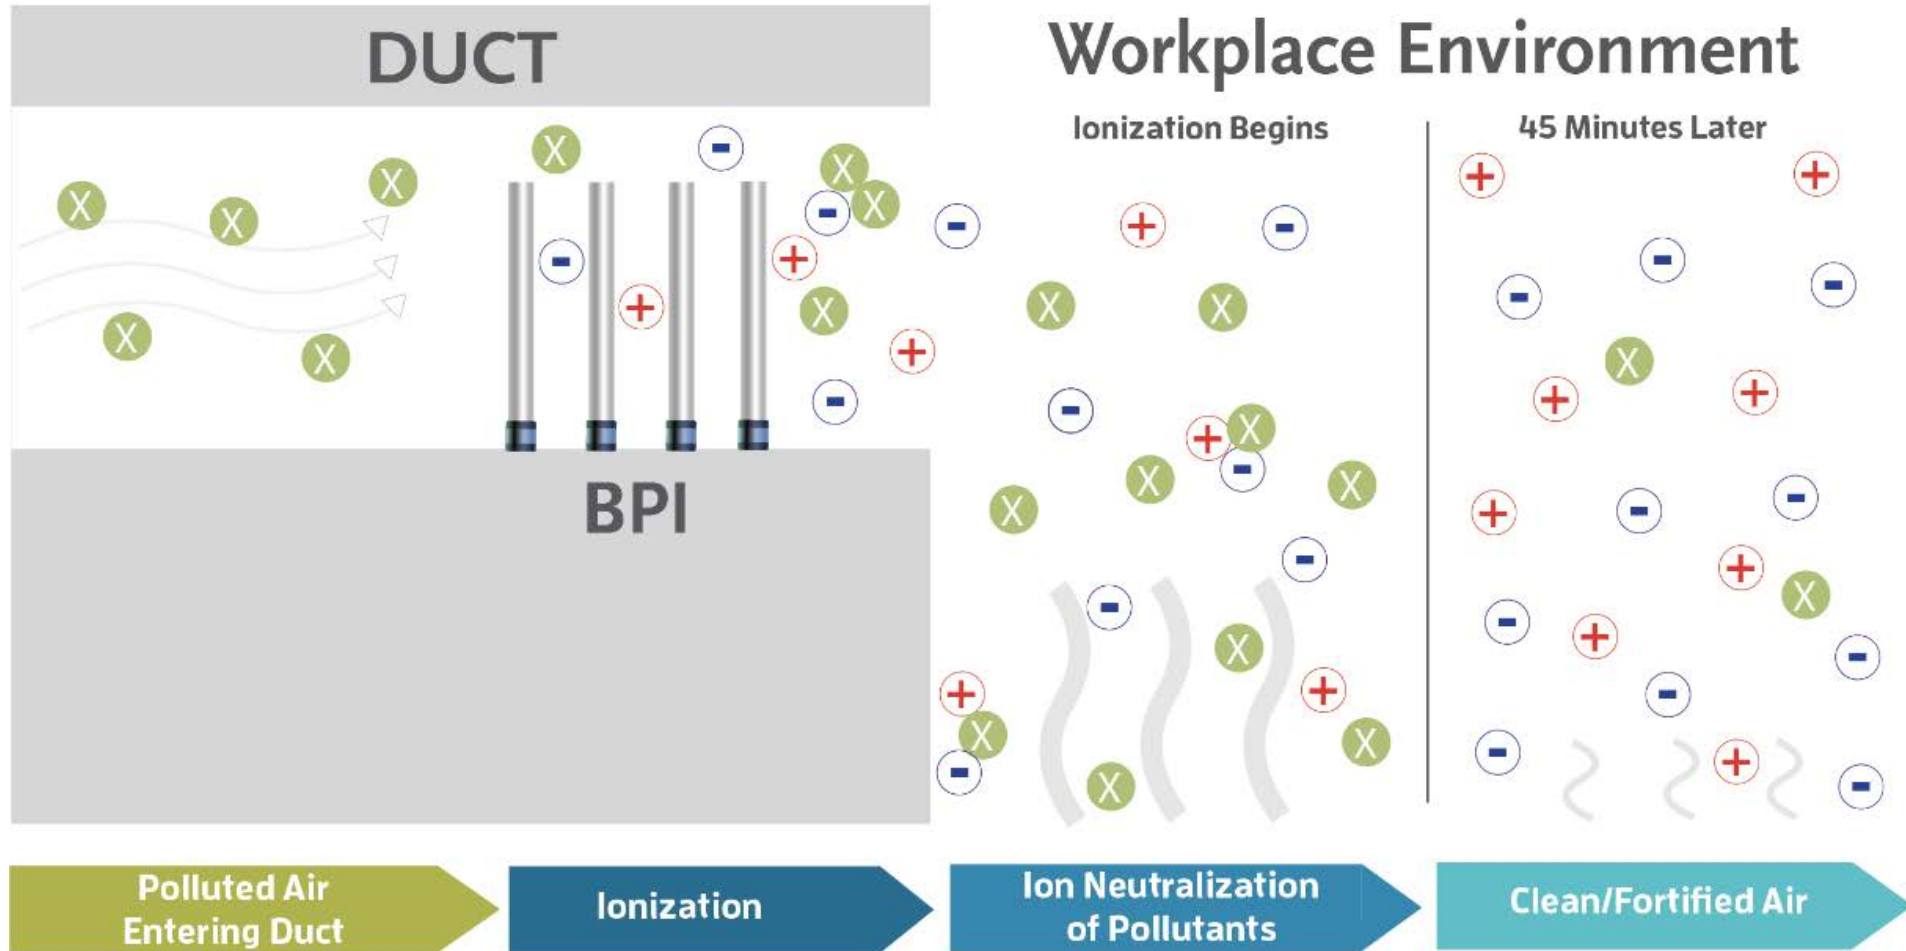 DUCT
Workplace Environment
Ionization Begins
45 Minutes Later
BPI
Polluted Air
Entering Duct
Ionization
Ion Neutralization
of Pollutants
Clean/Fortified Air